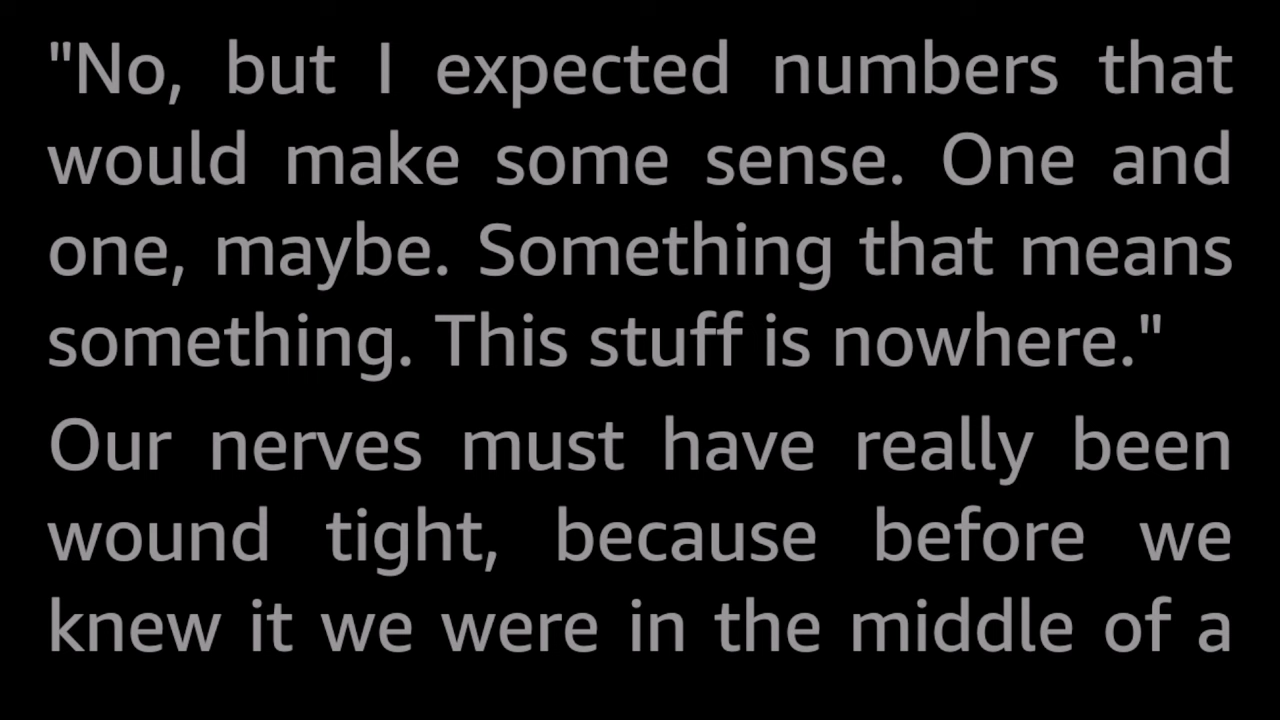 "No, but I expected numbers that
would make some sense. One and
one, maybe. Something that means
something. This stuff is nowhere."
Our nerves must have really been
wound tight, because before we
knew it we were in the middle of a